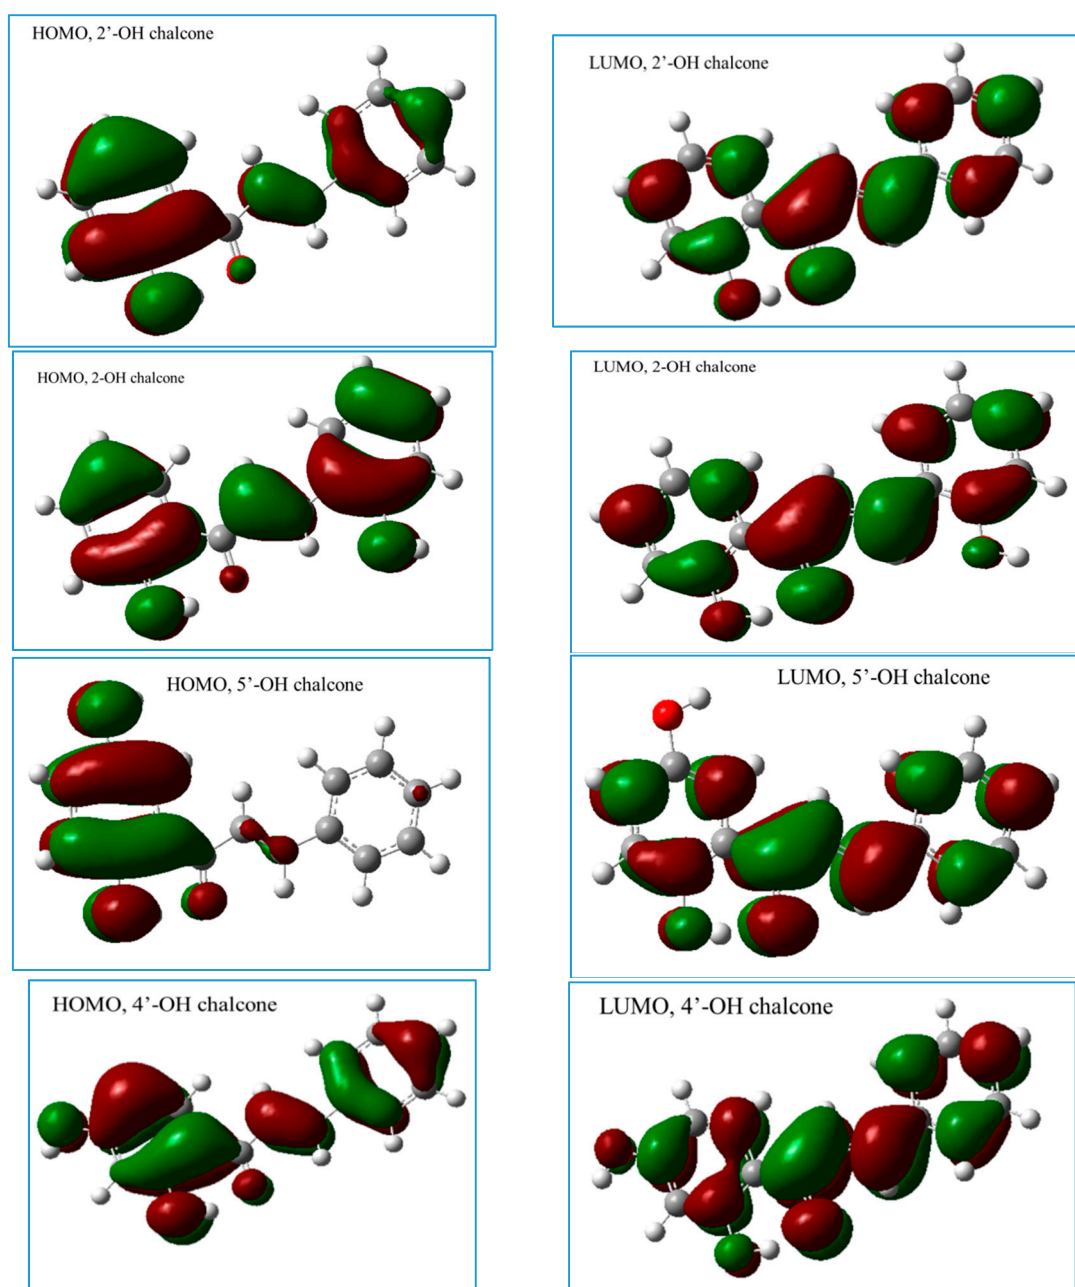 HOMO, 2’-OH chalcone
LUMO, 2’-OH chalcone
HOMO, 2-OH chalcone
LUMO, 2-OH chalcone
HOMO, 5’-OH chalcone
LUMO, 5’-OH chalcone
HOMO, 4’-OH chalcone
LUMO, 4’-OH chalcone